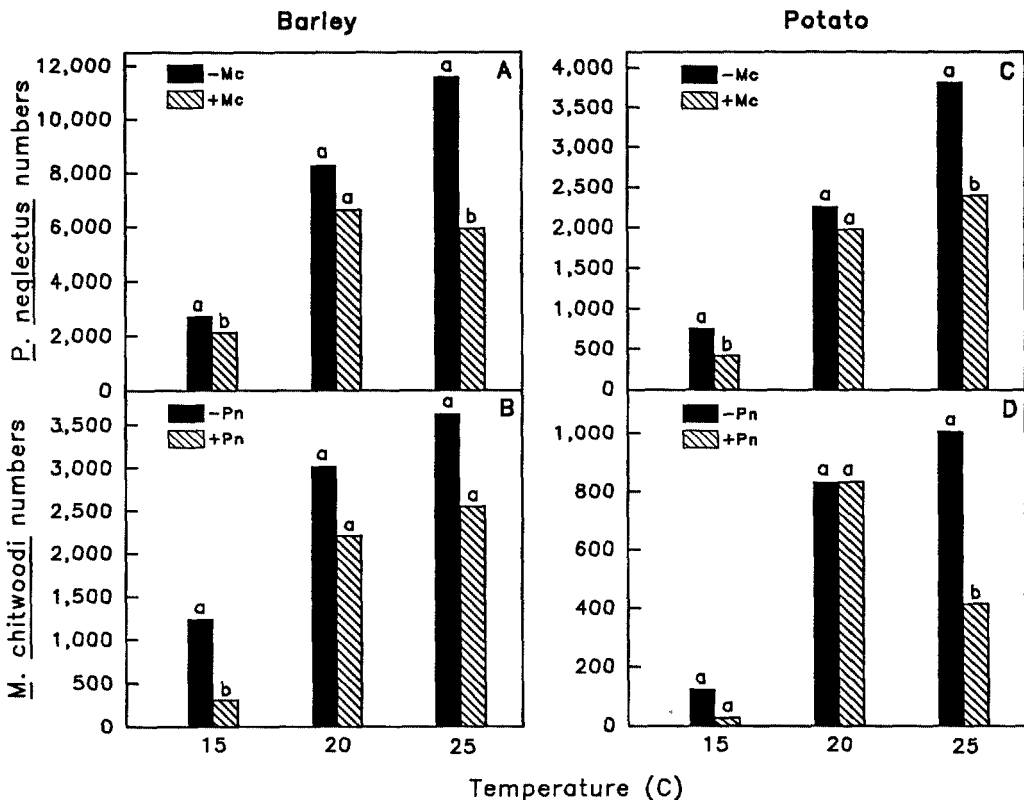 Barley
Potato
P. neglectus numbers
12,000
10,000
8,000
6,000
4,000
2,000
0
-Mc
+Mc
A
a
b
a
a
a
b
4,000
3,500
3,000
2,500
2,000
1,500
1,000
500
0
-Mc
+Mc
C
a
b
a
a
a
b
M. chitwoodi numbers
3,500
3,000
2,500
2,000
1,500
1,000
500
0
-Pn
+Pn
B
a
b
a
a
a
a
15
20
25
1,000
800
600
400
200
0
-Pn
+Pn
D
a
a
a
a
a
b
15
20
25
Temperature (C)